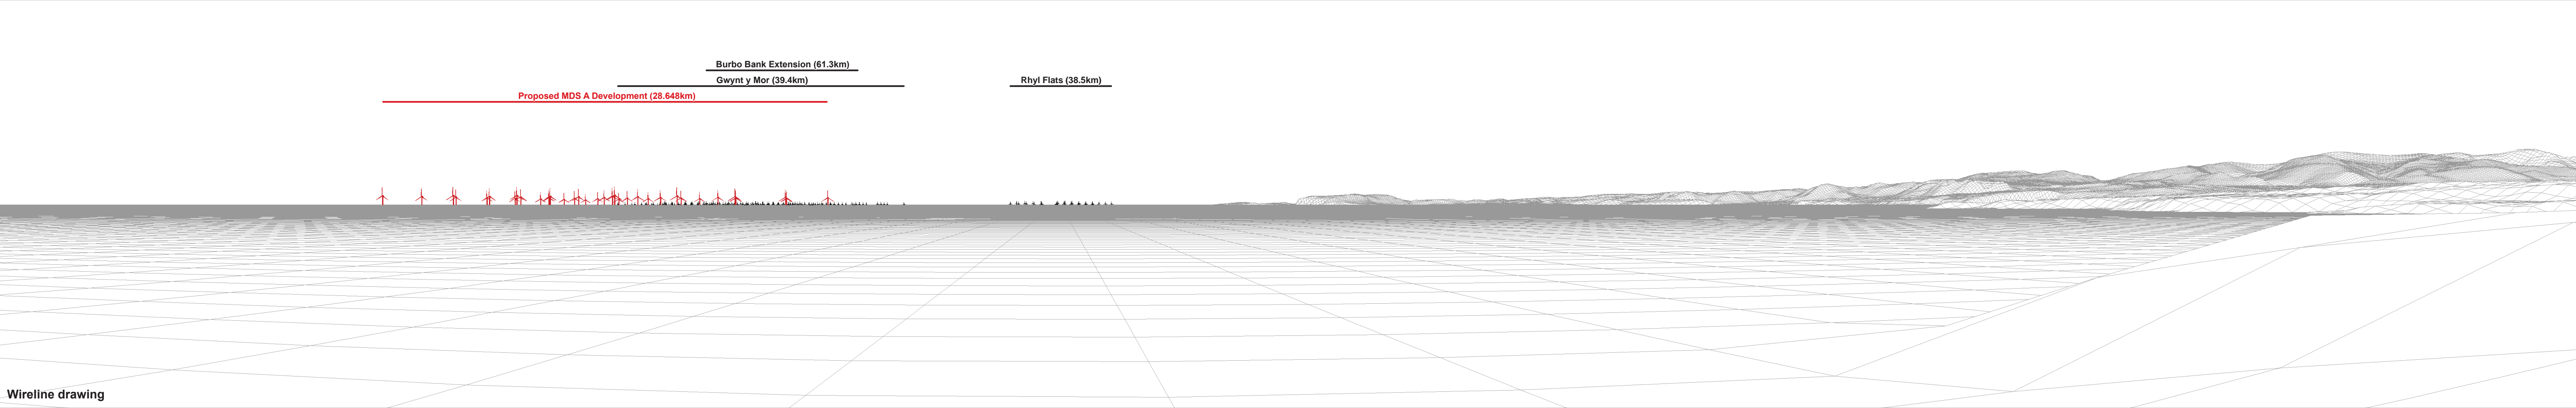 Burbo Bank Extension (61.3km)
Gwynt y Mor (39.4km)
Rhyl Flats (38.5km)
Proposed MDS A Development (28.648km)
Wireline drawing